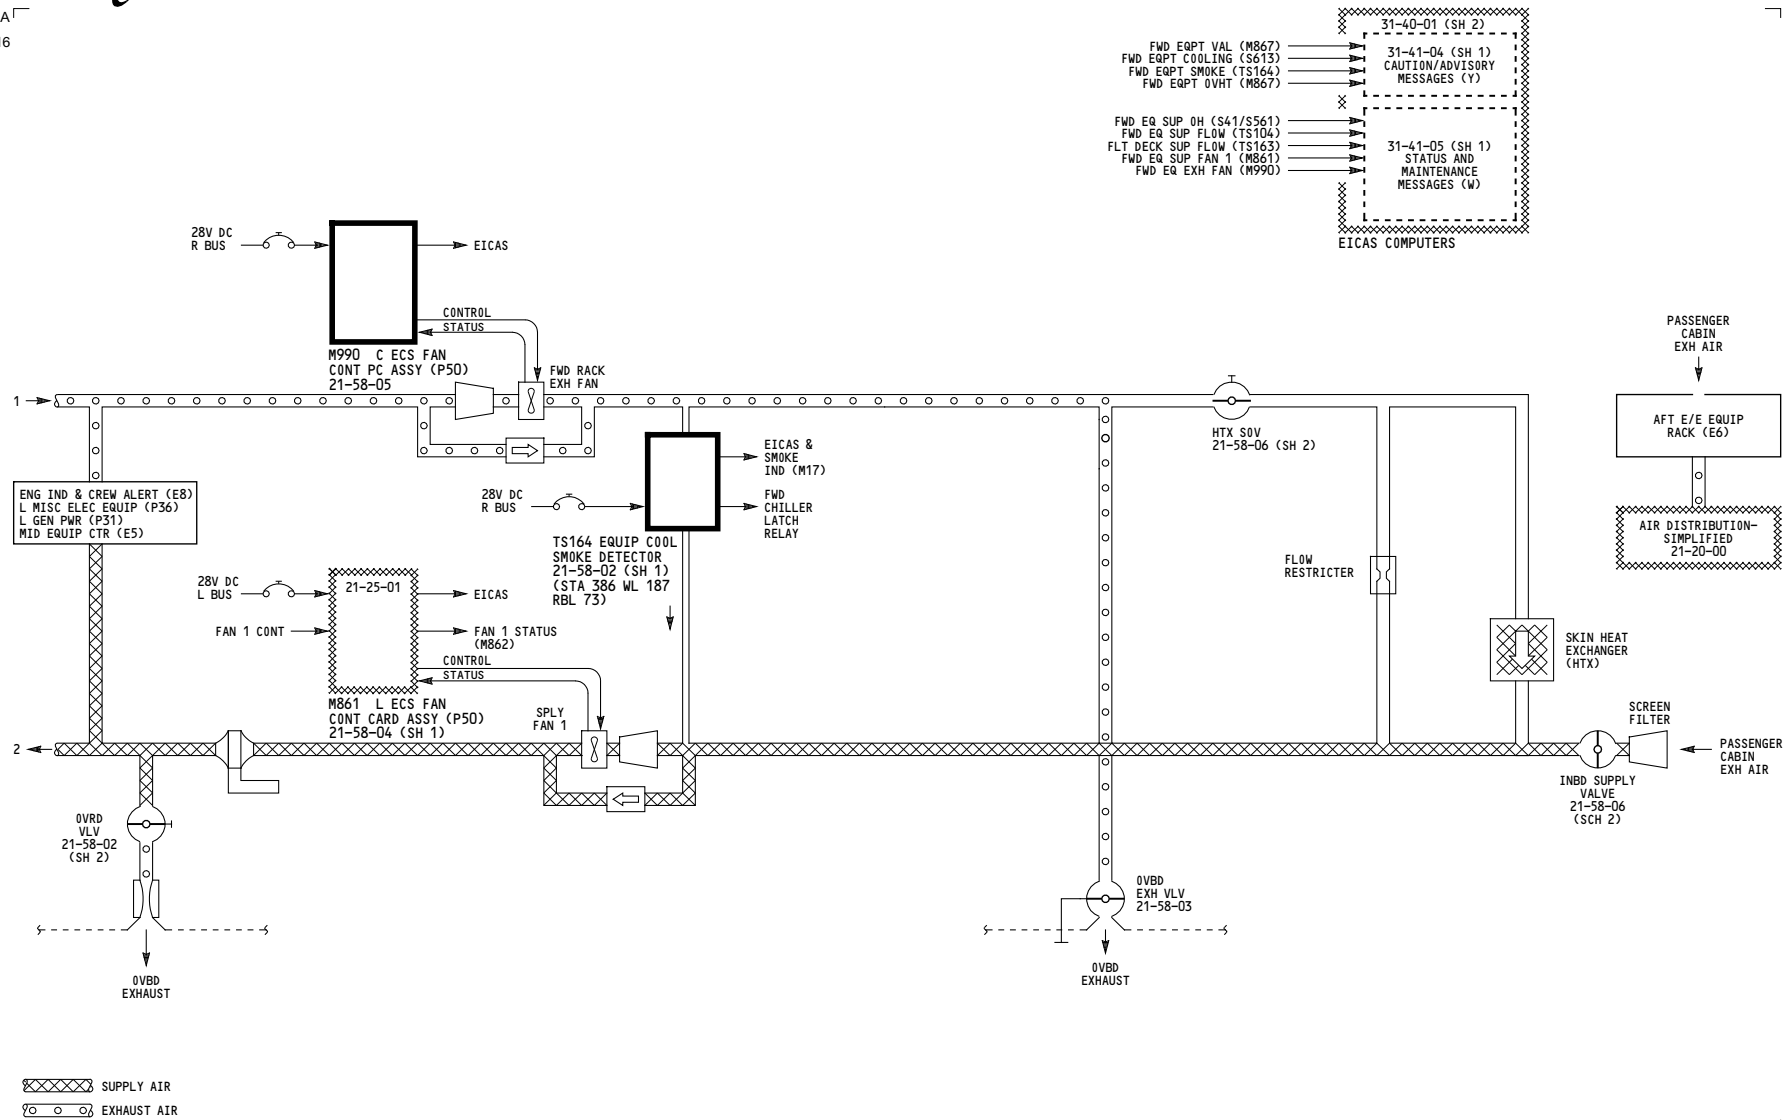 A
16
31-40-01 (SH 2)
FWD EQPT VAL (M867)
FWD EQPT COOLING (S613)
FWD EQPT SMOKE (TS164)
FWD EQPT OVHT (M867)
31-41-04 (SH 1)
CAUTION/ADVISORY
MESSAGES (Y)
FWD EQ SUP OH (S41/S561)
FWD EQ SUP FLOW (TS104)
FLT DECK SUP FLOW (TS163)
FWD EQ SUP FAN 1 (M861)
FWD EQ EXH FAN (M990)
31-41-05 (SH 1)
STATUS AND
MAINTENANCE
MESSAGES (W)
EICAS COMPUTERS
28V DC
R BUS
EICAS
CONTROL
STATUS
M990 C ECS FAN
CONT PC ASSY (P50)
21-58-05
FWD RACK
EXH FAN
1
PASSENGER
CABIN
EXH AIR
HTX SOV
21-58-06 (SH 2)
AFT E/E EQUIP
RACK (E6)
EICAS &
SMOKE
IND (M17)
28V DC
R BUS
FWD
CHILLER
LATCH
RELAY
ENG IND & CREW ALERT (E8)
L MISC ELEC EQUIP (P36)
L GEN PWR (P31)
MID EQUIP CTR (E5)
TS164 EQUIP COOL
SMOKE DETECTOR
21-58-02 (SH 1)
(STA 386 WL 187
RBL 73)
AIR DISTRIBUTION-
SIMPLIFIED
21-20-00
FLOW
RESTRICTER
28V DC
L BUS
21-25-01
EICAS
FAN 1 CONT
FAN 1 STATUS
(M862)
CONTROL
STATUS
M861 L ECS FAN
CONT CARD ASSY (P50)
21-58-04 (SH 1)
SPLY
FAN 1
SKIN HEAT
EXCHANGER
(HTX)
SCREEN
FILTER
2
PASSENGER
CABIN
EXH AIR
INBD SUPPLY
VALVE
21-58-06
(SCH 2)
OVRD
VLV
21-58-02
(SH 2)
OVBD
EXH VLV
21-58-03
OVBD
EXHAUST
OVBD
EXHAUST
SUPPLY AIR
EXHAUST AIR